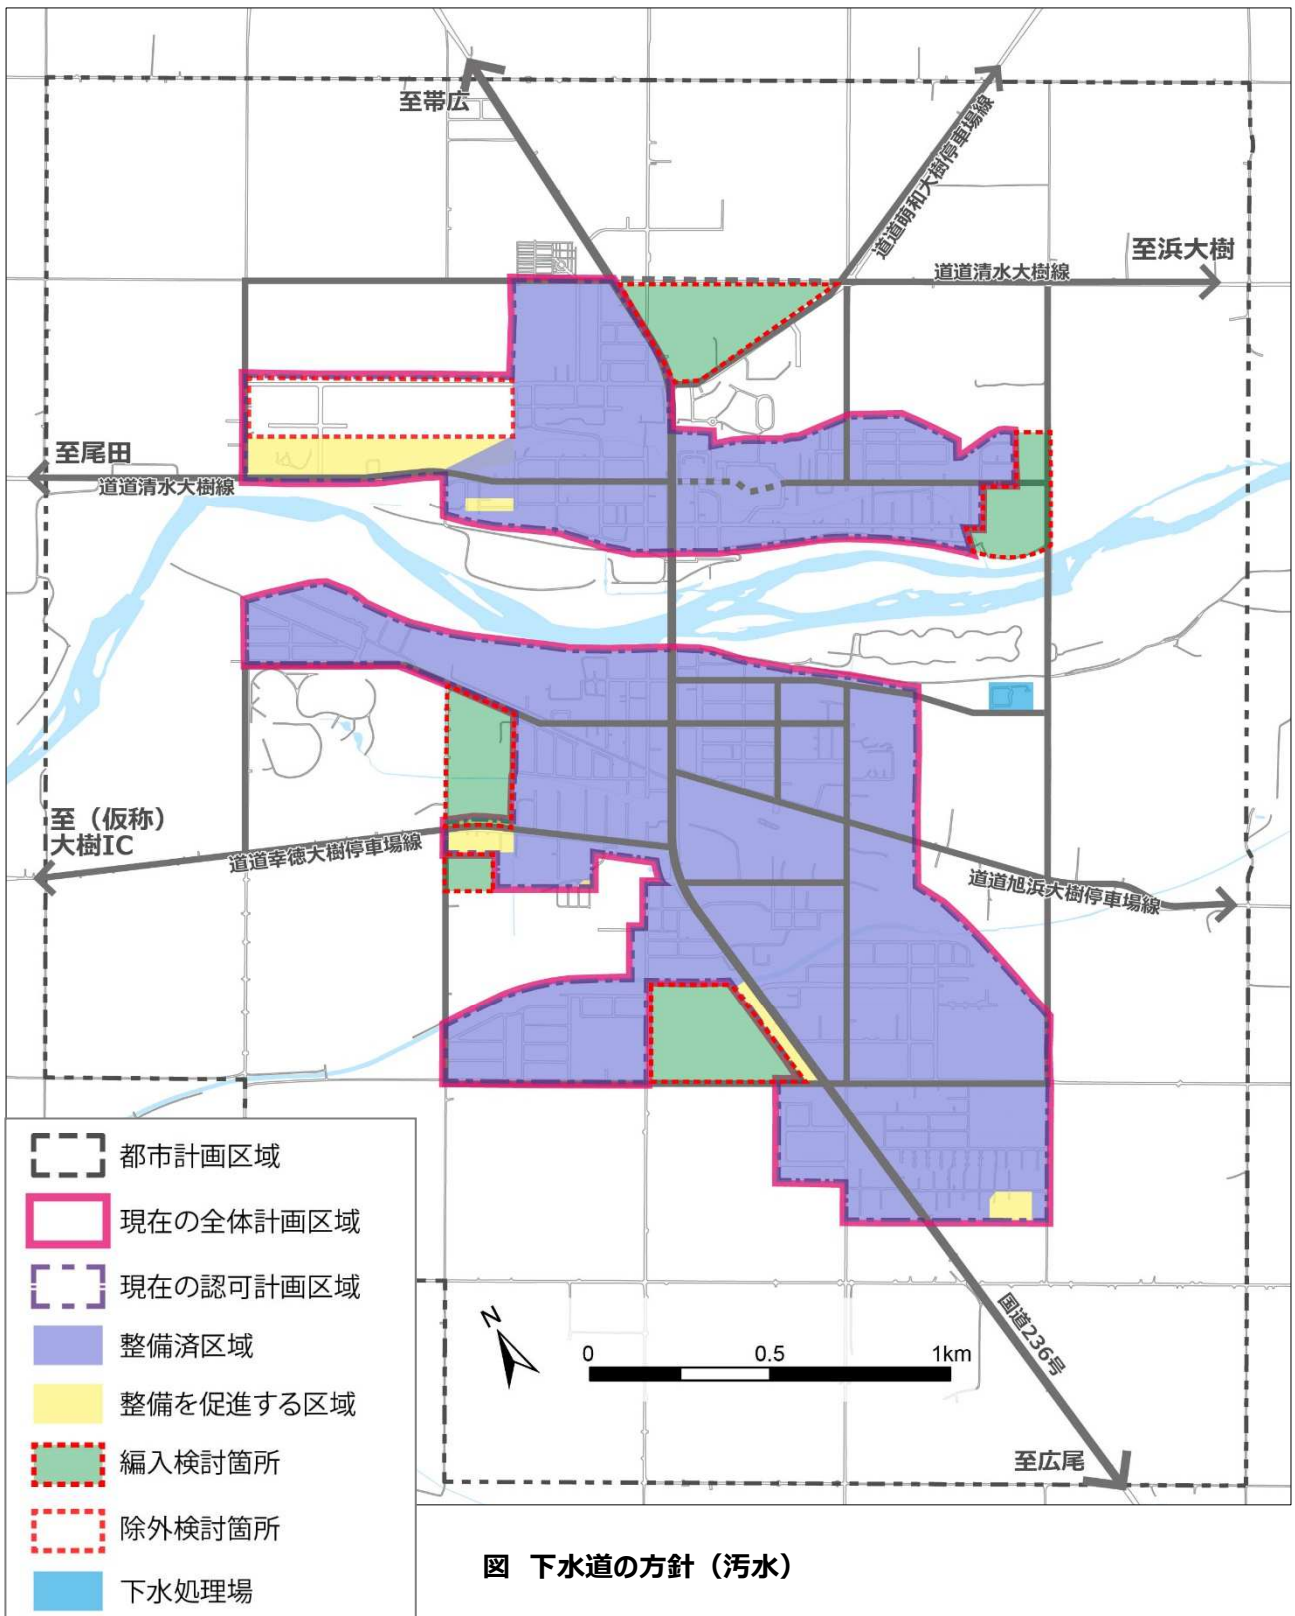 至帯広
道道萌和大樹停車場線
至浜大樹
道道清水大樹線
至尾田
道道清水大樹線
至（仮称）
大樹IC
道道幸徳大樹停車場線
道道旭浜大樹停車場線
国道236号
至広尾
N
0 0.5 1km
都市計画区域
現在の全体計画区域
現在の認可計画区域
整備済区域
整備を促進する区域
編入検討箇所
除外検討箇所
下水処理場
図 下水道の方針（汚水）